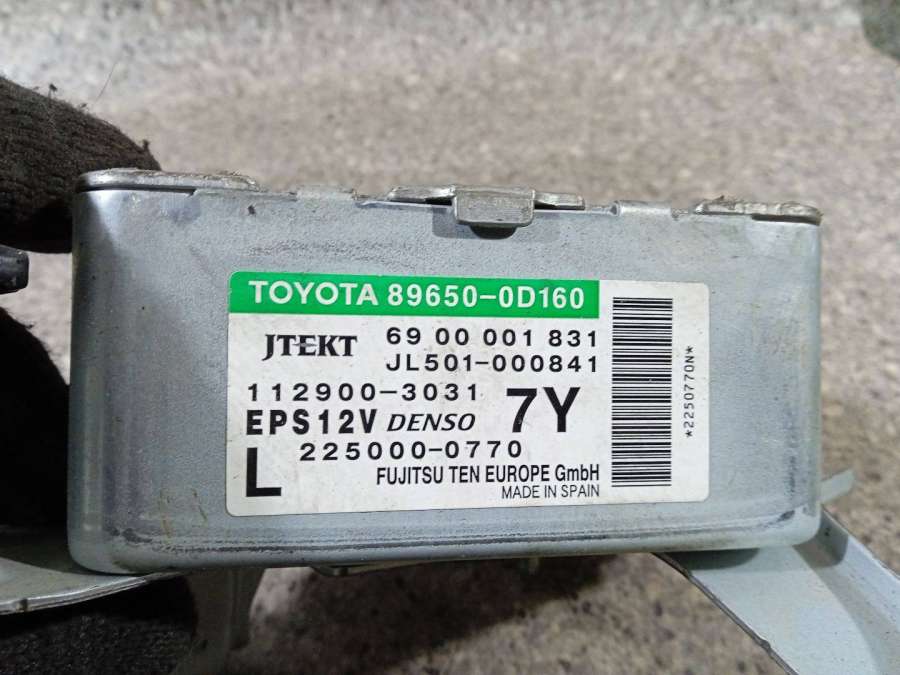 TOYOTA 89650-0D160
JTEKT 69 00 001 831
JL501-000841
112900-3031 7Y
EPS12V DENSO
225000-0770
L FUJITSU TEN EUROPE GmbH
MADE IN SPAIN
*2250770N*